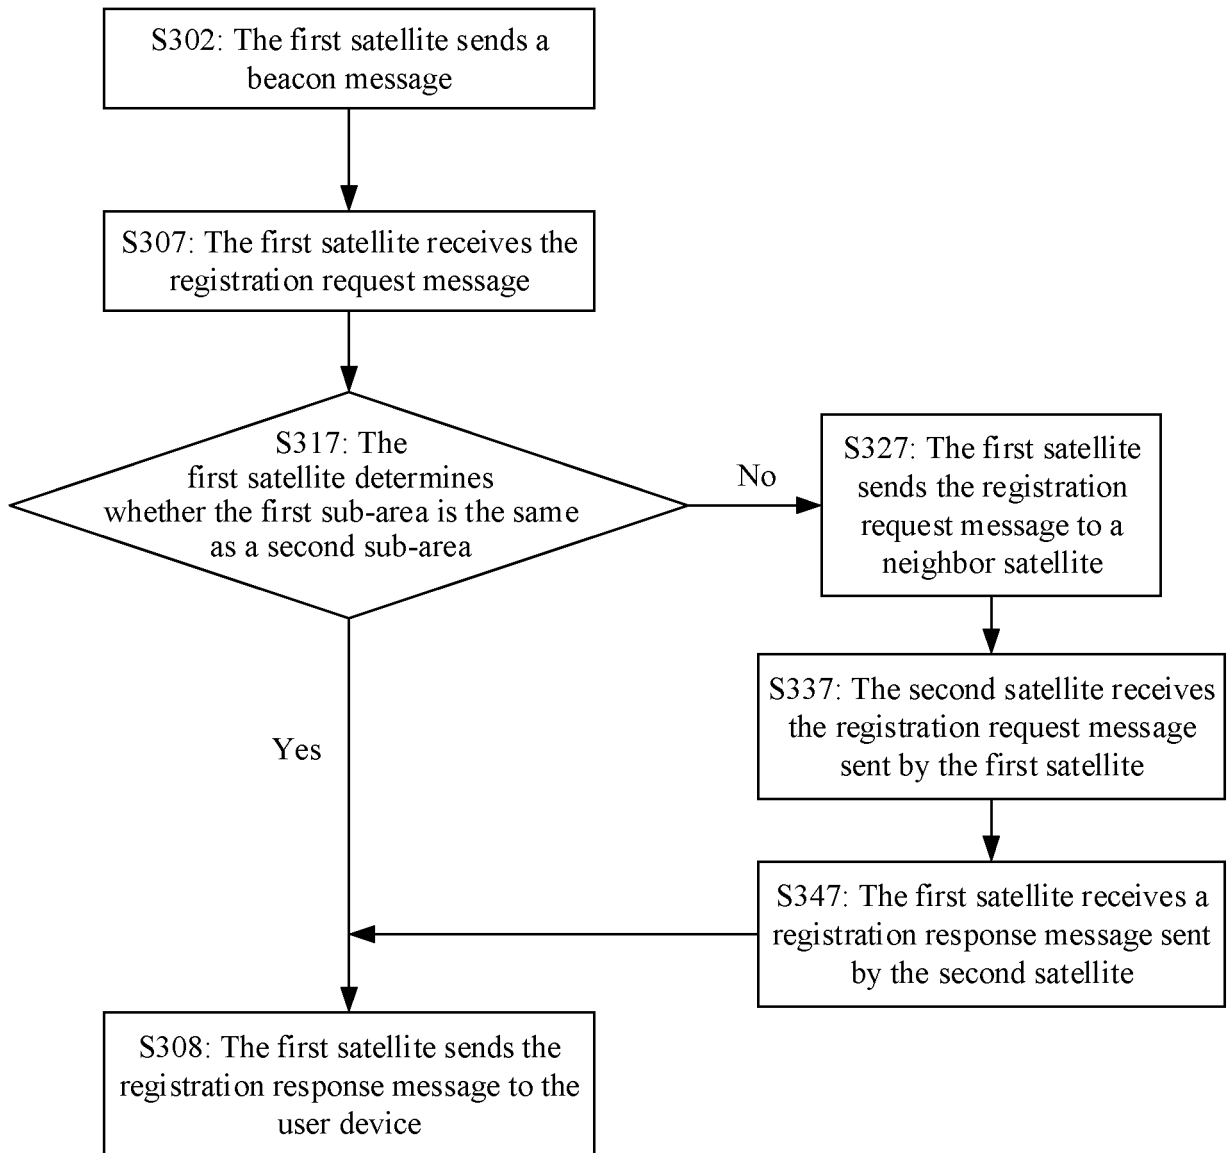 S302: The first satellite sends a
beacon message
S307: The first satellite receives the
registration request message
S317: The
first satellite determines
whether the first sub-area is the same
as a second sub-area
No
S327: The first satellite
sends the registration
request message to a
neighbor satellite
S337: The second satellite receives
the registration request message
sent by the first satellite
Yes
S347: The first satellite receives a
registration response message sent
by the second satellite
S308: The first satellite sends the
registration response message to the
user device